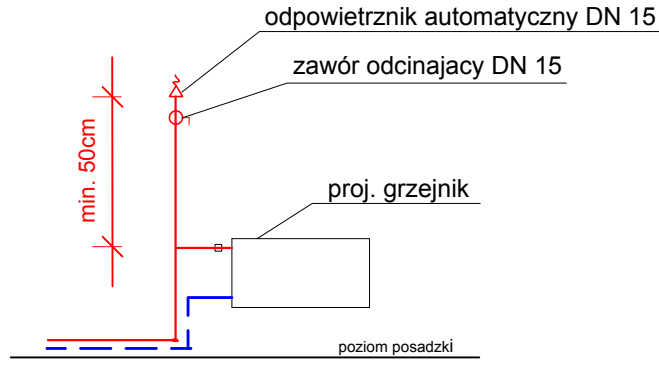 odpowietrznik automatyczny DN 15
zawór odcinajacy DN 15
min. 50cm
proj. grzejnik
poziom posadzki